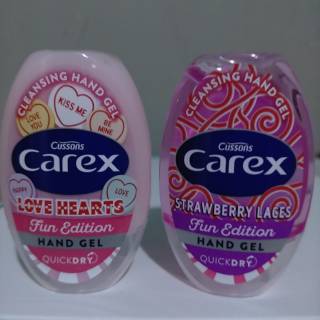 CLEANSING HAND GEL
KISS ME
LOVE YOU
BE MINE
Cussons
Carex
LOVE
LOVE HEARTS
Fun Edition
HAND GEL
QUICKDRY
CLEANSING HAND GEL
Cussons
Carex
STRAWBERRY LACES
Fun Edition
HAND GEL
QUICKDRY